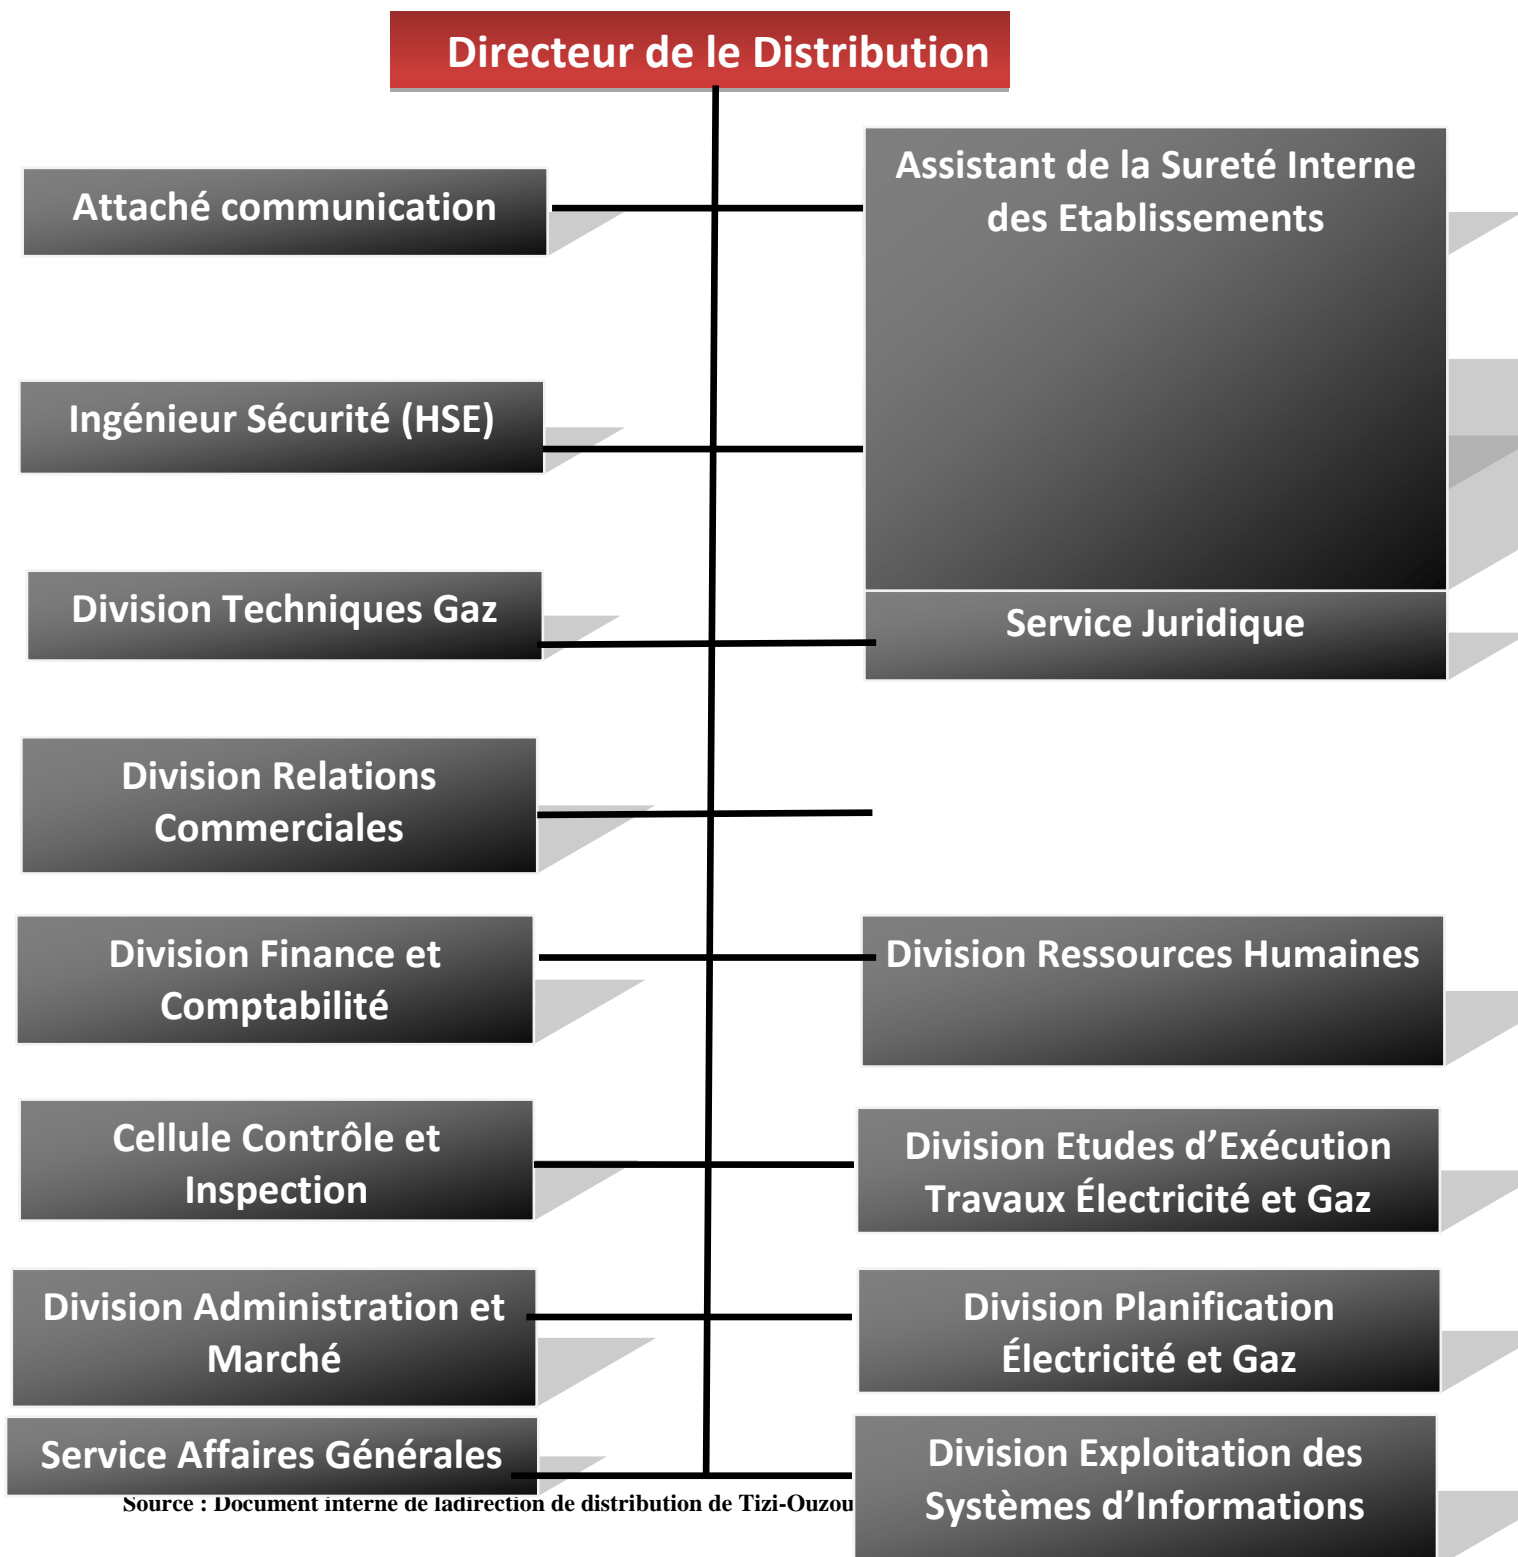 Directeur de le Distribution
Attaché communication
Assistant de la Sureté Interne
des Etablissements
Ingénieur Sécurité (HSE)
Division Techniques Gaz
Service Juridique
Division Relations
Commerciales
Division Finance et
Comptabilité
Division Ressources Humaines
Cellule Contrôle et
Inspection
Division Etudes d’Exécution
Travaux Électricité et Gaz
Division Administration et
Marché
Division Planification
Électricité et Gaz
Service Affaires Générales
Division Exploitation des
Systèmes d’Informations
Source : Document interne de ladirection de distribution de Tizi-Ouzou